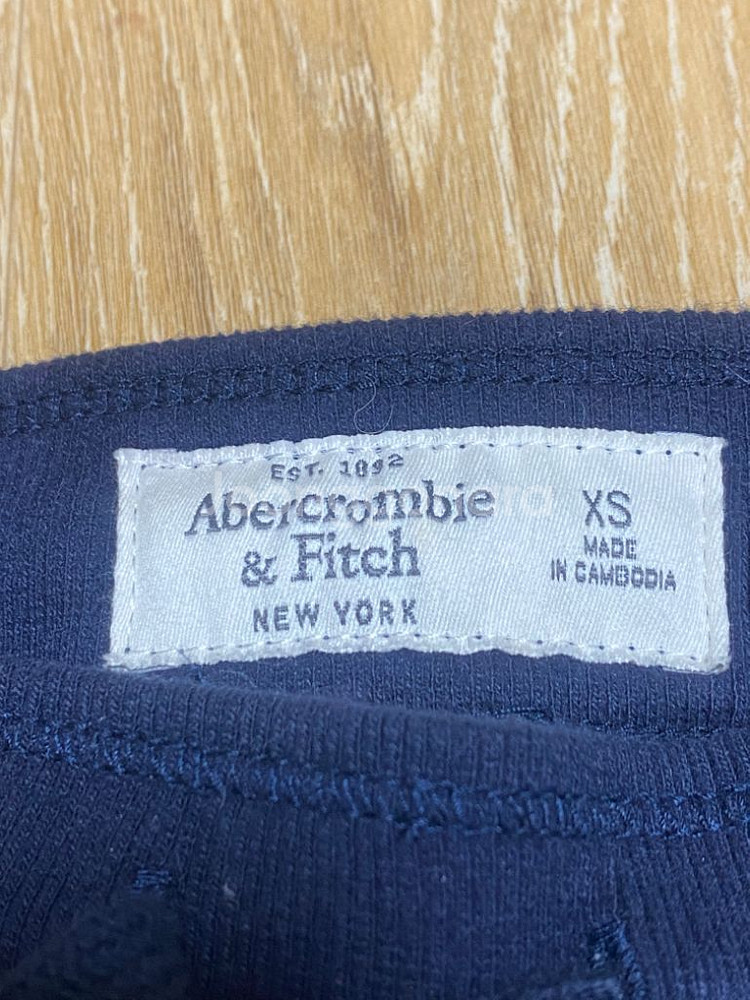 EST. 1892
Abercrombie
& Fitch
NEW YORK
XS
MADE
IN CAMBODIA